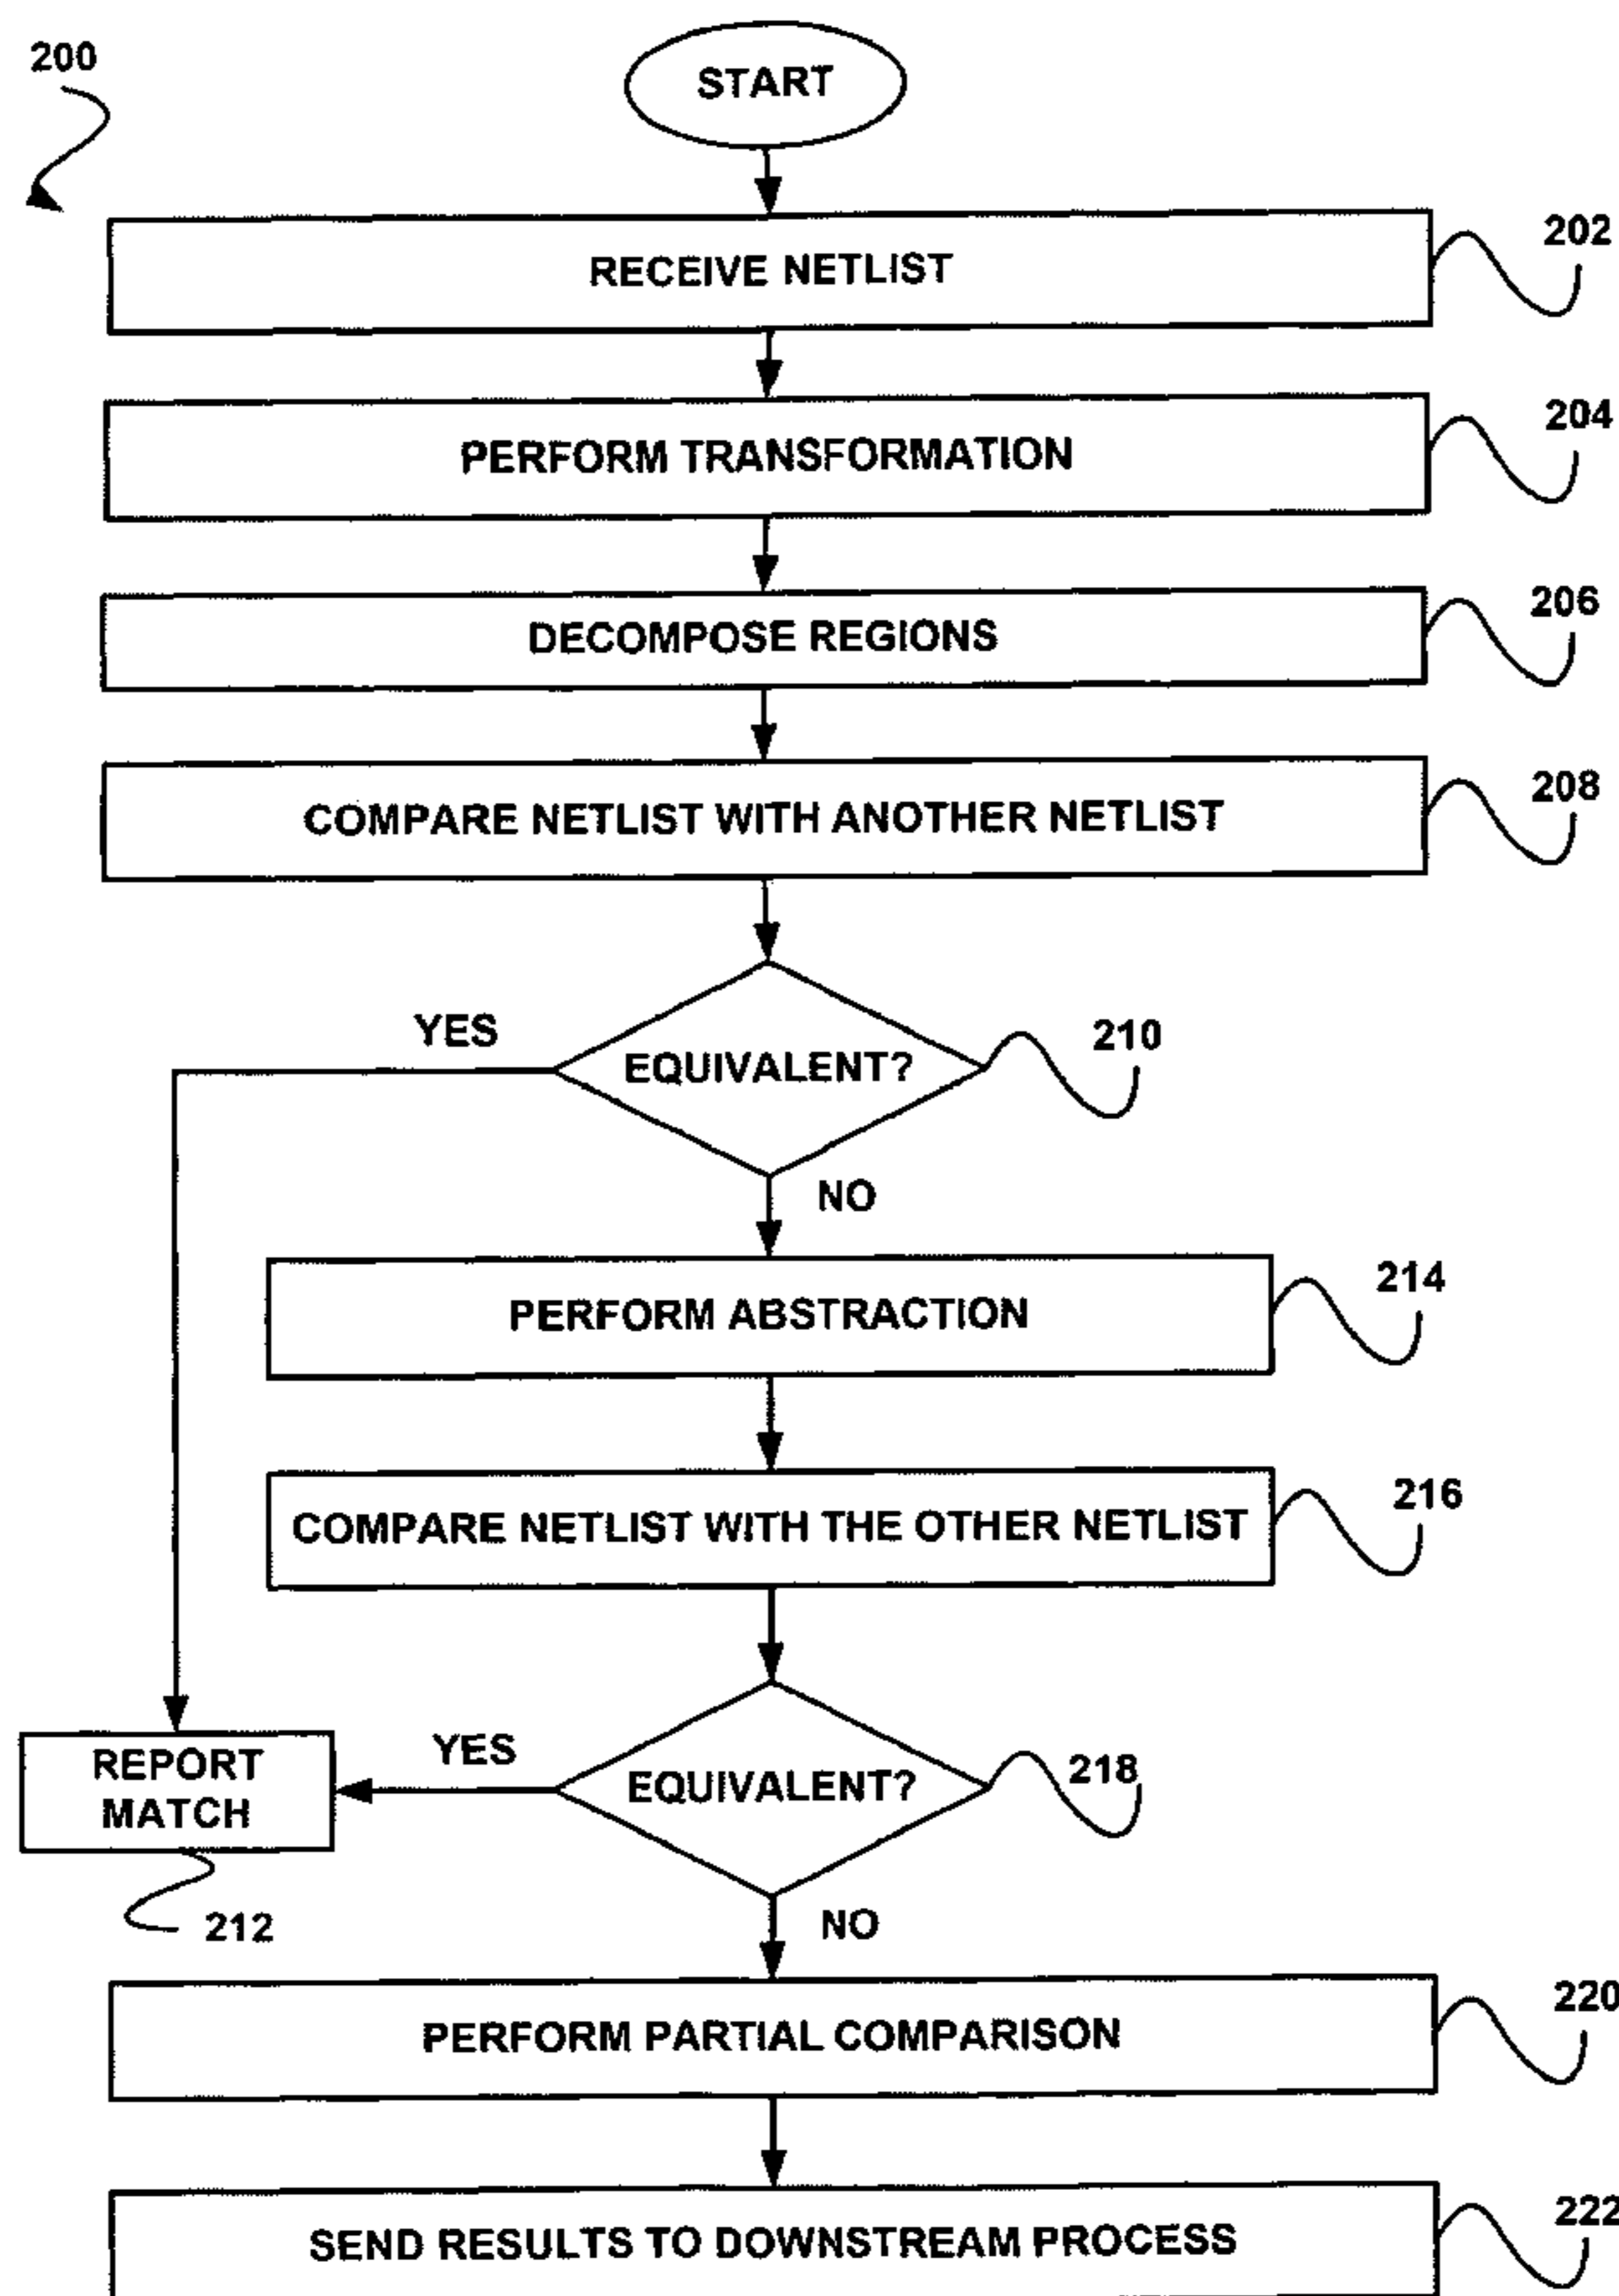 200
START
RECEIVE NETLIST
202
PERFORM TRANSFORMATION
204
DECOMPOSE REGIONS
206
COMPARE NETLIST WITH ANOTHER NETLIST
208
YES
EQUIVALENT?
210
NO
PERFORM ABSTRACTION
214
COMPARE NETLIST WITH THE OTHER NETLIST
216
REPORT
MATCH
212
YES
EQUIVALENT?
218
NO
PERFORM PARTIAL COMPARISON
220
SEND RESULTS TO DOWNSTREAM PROCESS
222